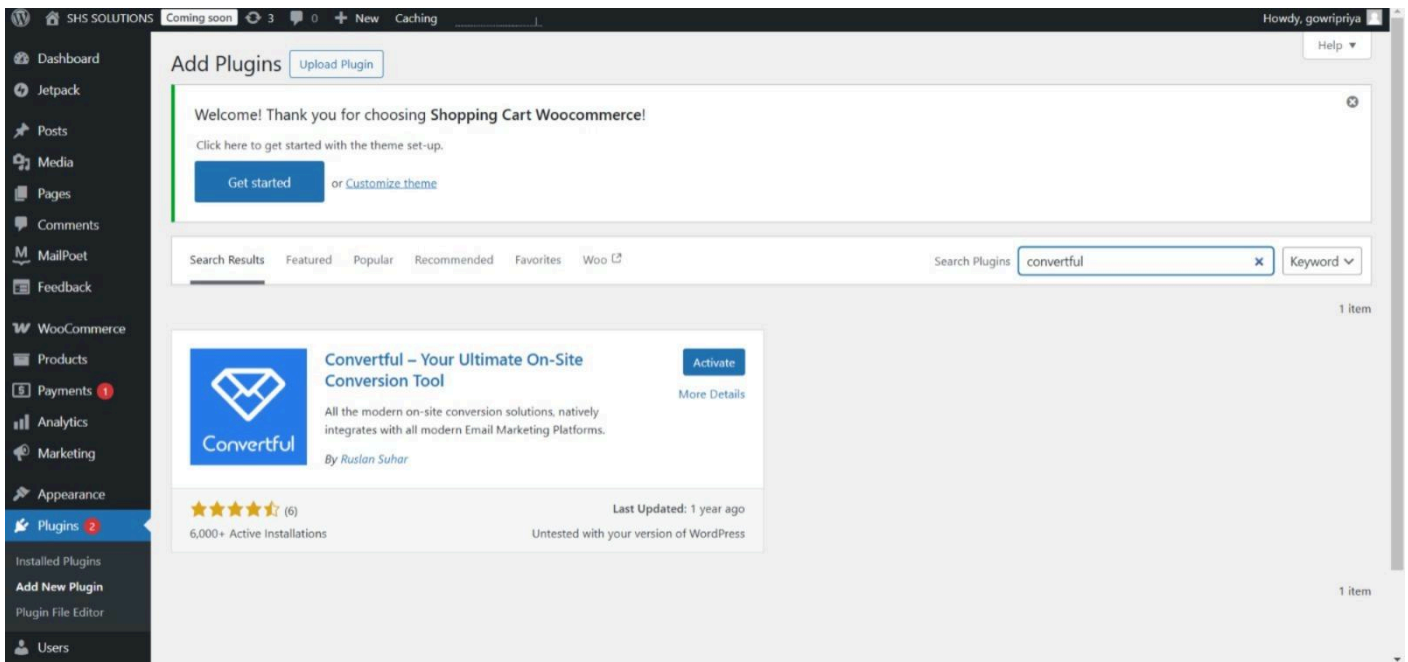 SHS SOLUTIONS Coming soon 3 0 + New Caching Howdy, gowripriya
Help ▼
Dashboard
Jetpack
Posts
Media
Pages
Comments
MailPoet
Feedback
WooCommerce
Products
Payments 1
Analytics
Marketing
Appearance
Plugins 2
Installed Plugins
Add New Plugin
Plugin File Editor
Users
Add Plugins Upload Plugin
Welcome! Thank you for choosing Shopping Cart Woocommerce!
Click here to get started with the theme set-up.
Get started or Customize theme
Search Results Featured Popular Recommended Favorites Woo Search Plugins convertful Keyword
1 item
Convertful
Convertful – Your Ultimate On-Site
Conversion Tool
Activate
More Details
All the modern on-site conversion solutions, natively
integrates with all modern Email Marketing Platforms.
By Ruslan Suhar
(6)
6,000+ Active Installations
Last Updated: 1 year ago
Untested with your version of WordPress
1 item